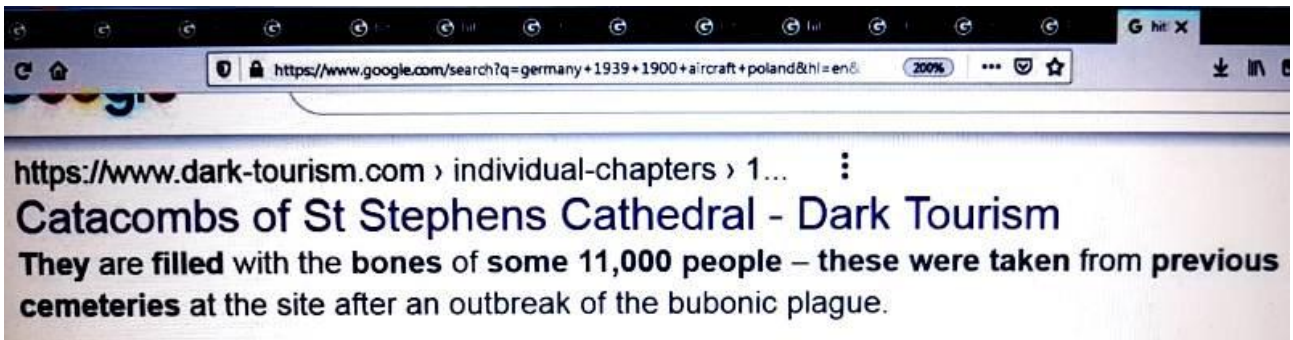 G hit X
https://www.google.com/search?q=germany+1939+1900+aircraft+poland&hl=en& 200%
https://www.dark-tourism.com › individual-chapters › 1...
Catacombs of St Stephens Cathedral - Dark Tourism
They are filled with the bones of some 11,000 people – these were taken from previous
cemeteries at the site after an outbreak of the bubonic plague.